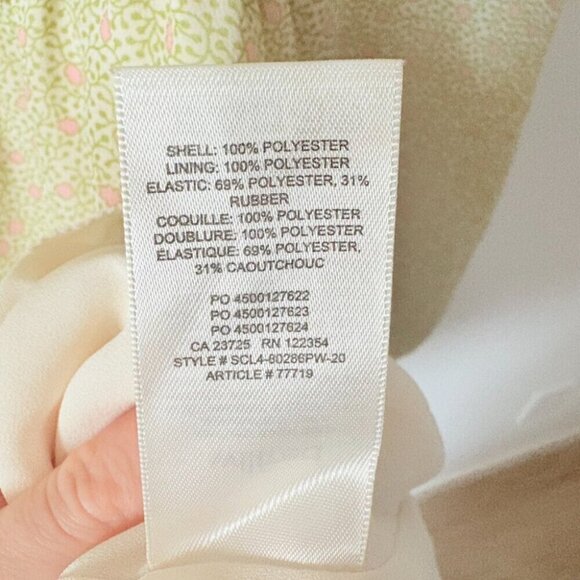 SHELL: 100% POLYESTER
LINING: 100% POLYESTER
ELASTIC: 69% POLYESTER, 31%
RUBBER
COQUILLE: 100% POLYESTER
DOUBLURE: 100% POLYESTER
ÉLASTIQUE: 69% POLYESTER,
31% CAOUTCHOUC
PO 4500127622
PO 4500127623
PO 4500127624
CA 23725 RN 122354
STYLE # SCL4-80286PW-20
ARTICLE # 77719